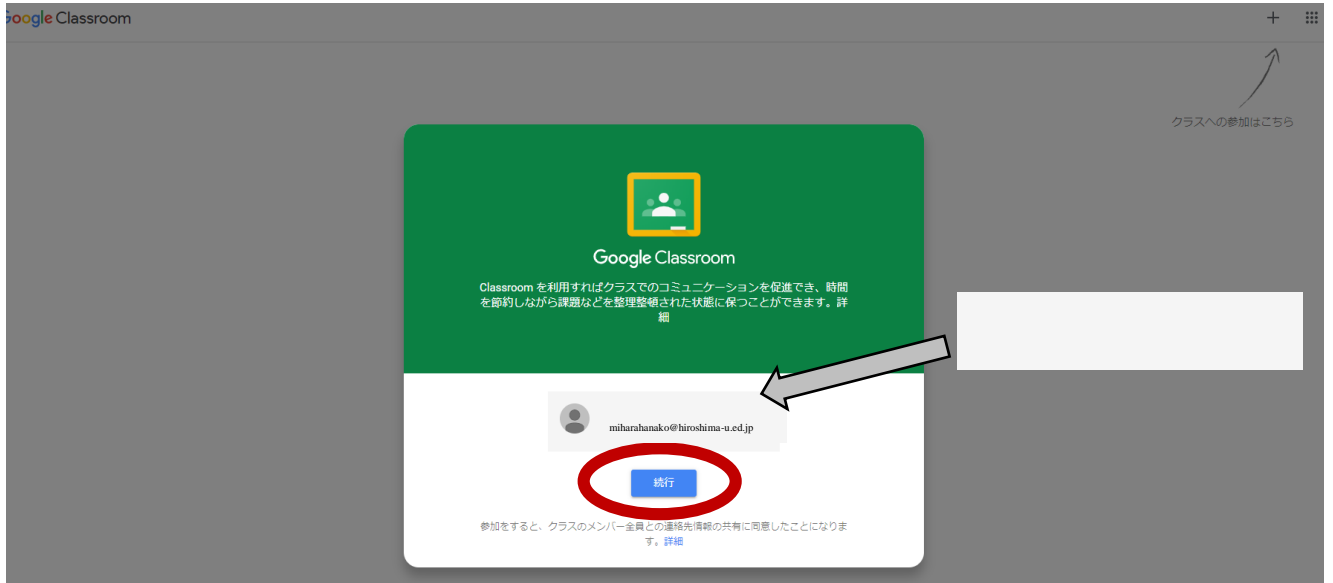 Google Classroom
クラスへの参加はこちら
Google Classroom
Classroom を利用すればクラスでのコミュニケーションを促進でき、時間
を節約しながら課題などを整理整頓された状態に保つことができます。詳
細
miharahanako@hiroshima-u.ed.jp
続行
参加をすると、クラスのメンバー全員との連絡先情報の共有に同意したことになりま
す。詳細